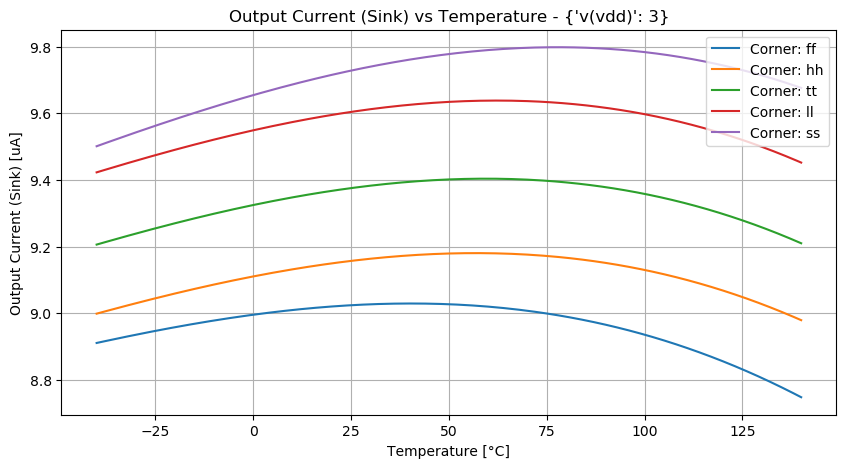 Output Current (Sink) vs Temperature - {'v(vdd)': 3}
Output Current (Sink) [uA]
9.8
9.6
9.4
9.2
9.0
8.8
Corner: ff
Corner: hh
Corner: tt
Corner: ll
Corner: ss
−25 0 25 50 75 100 125
Temperature [°C]